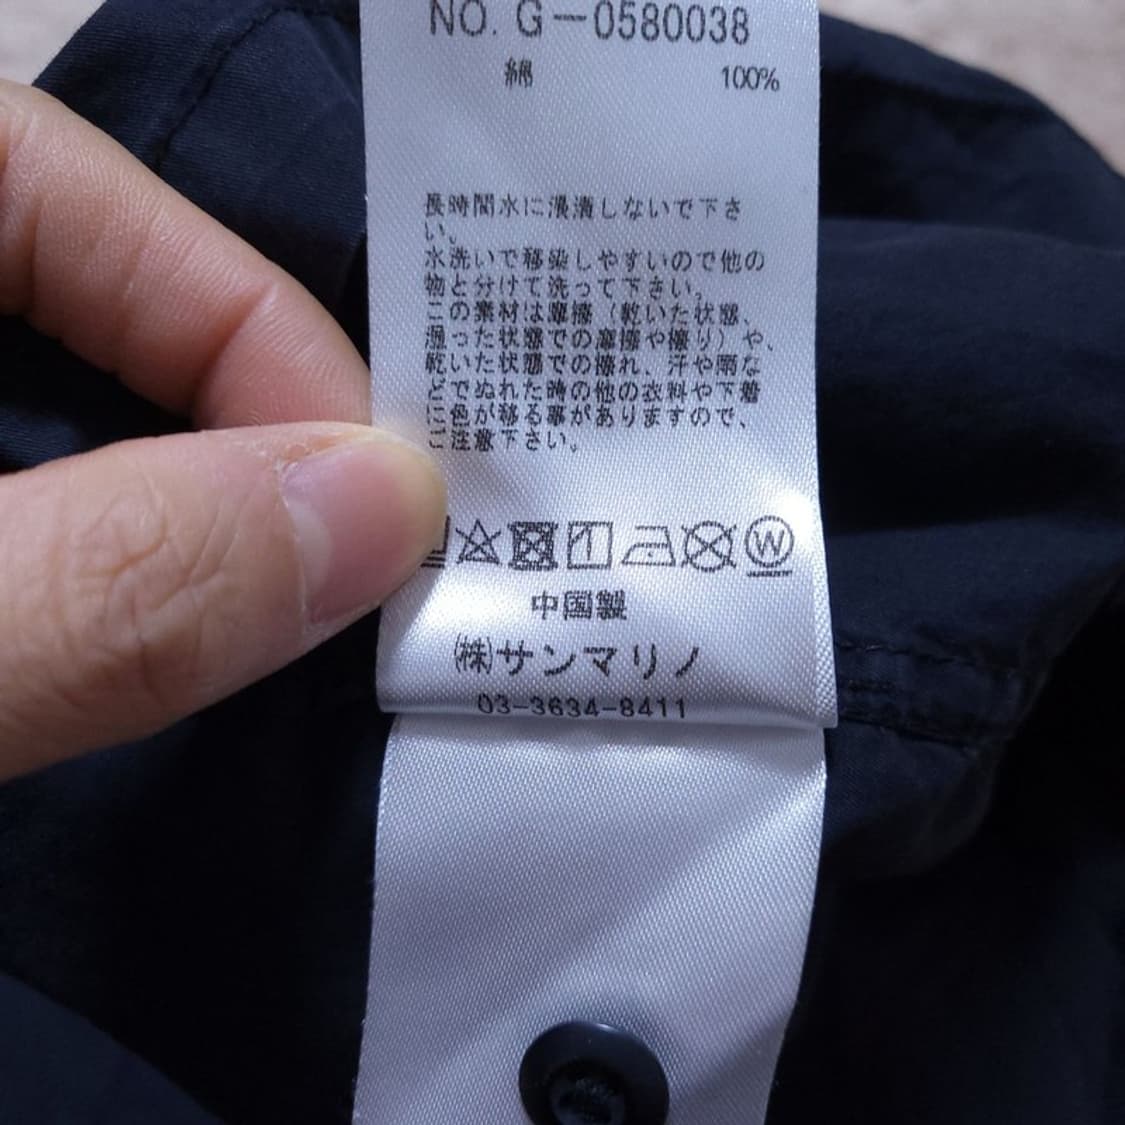 NO. G－0580038
綿 100%
長時間水に浸漬しないで下さ
い。
水洗いで移染しやすいので他の
物と分けて洗って下さい。
この素材は摩擦（乾いた状態、
湿った状態での摩擦や擦り）や、
乾いた状態での擦れ、汗や雨な
どでぬれた時の他の衣料や下着
に色が移る事がありますので、
ご注意下さい。
W
中国製
㈱サンマリノ
03-3634-8411